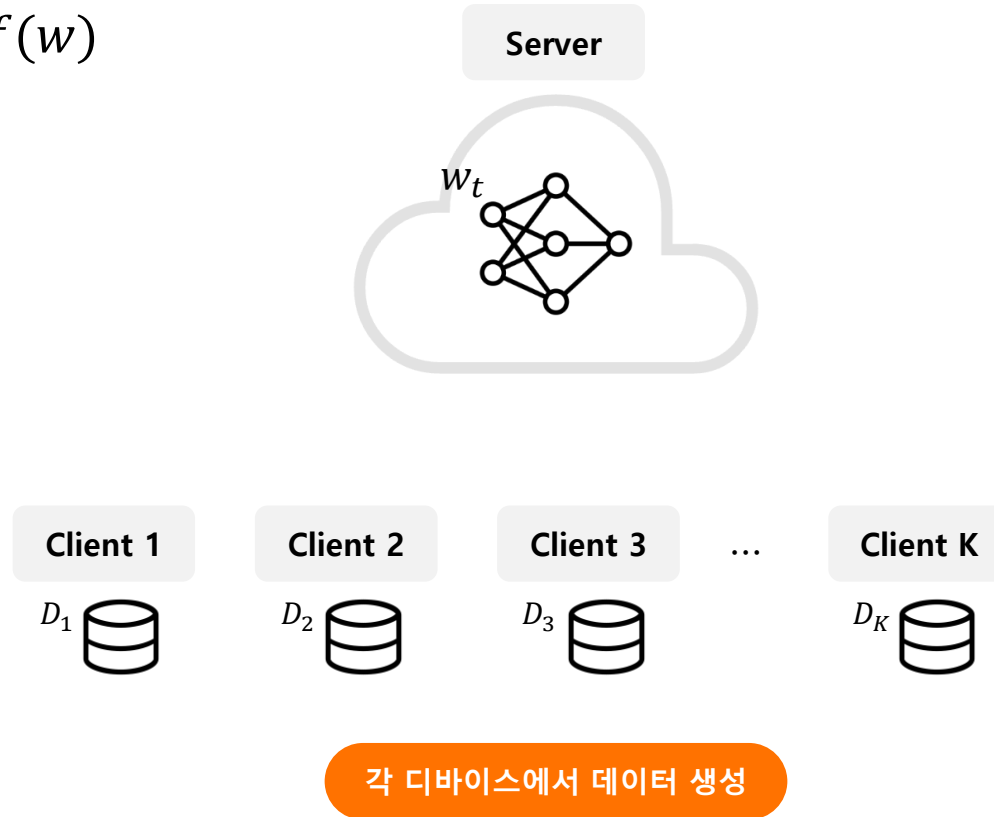 f(w)
Server
w_t
Client 1 Client 2 Client 3 … Client K
D_1 D_2 D_3 D_K
각 디바이스에서 데이터 생성